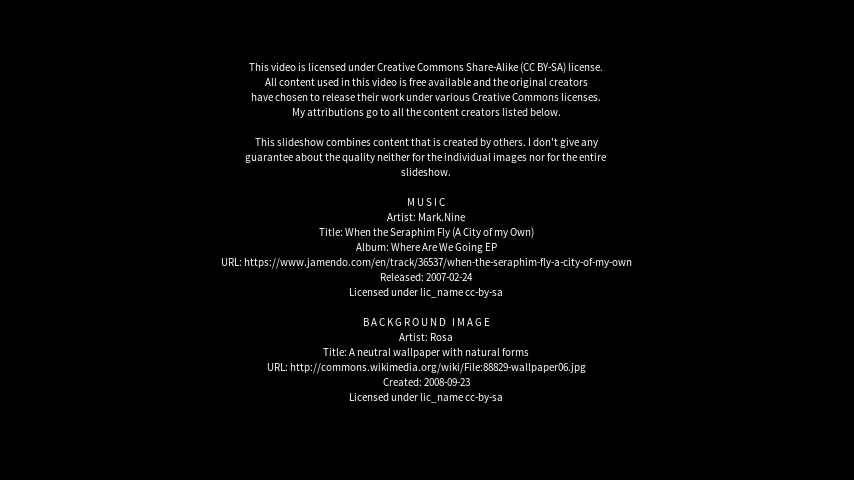 This video is licensed under Creative Commons Share-Alike (CC BY-SA) license.
All content used in this video is free available and the original creators
have chosen to release their work under various Creative Commons licenses.
My attributions go to all the content creators listed below.
This slideshow combines content that is created by others. I don't give any
guarantee about the quality neither for the individual images nor for the entire
slideshow.
MUSIC
Artist: Mark.Nine
Title: When the Seraphim Fly (A City of my Own)
Album: Where Are We Going EP
URL: https://www.jamendo.com/en/track/36537/when-the-seraphim-fly-a-city-of-my-own
Released: 2007-02-24
Licensed under lic_name cc-by-sa
BACKGROUND IMAGE
Artist: Rosa
Title: A neutral wallpaper with natural forms
URL: http://commons.wikimedia.org/wiki/File:88829-wallpaper06.jpg
Created: 2008-09-23
Licensed under lic_name cc-by-sa